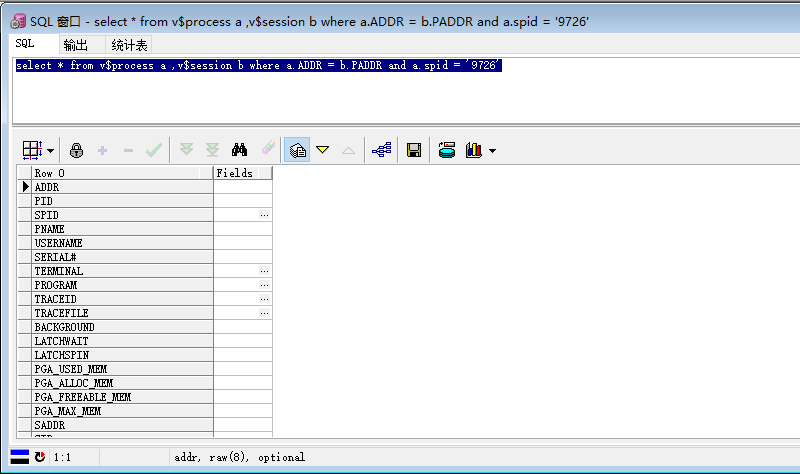 SQL 窗口 - select * from v$process a ,v$session b where a.ADDR = b.PADDR and a.spid = '9726'
SQL 输出 统计表
select * from v$process a ,v$session b where a.ADDR = b.PADDR and a.spid = '9726'
Row 0 Fields
ADDR
PID
SPID ...
PNAME
USERNAME
SERIAL#
TERMINAL ...
PROGRAM ...
TRACEID ...
TRACEFILE ...
BACKGROUND
LATCHWAIT
LATCHSPIN
PGA_USED_MEM
PGA_ALLOC_MEM
PGA_FREEABLE_MEM
PGA_MAX_MEM
SADDR
1:1 addr, raw(8), optional